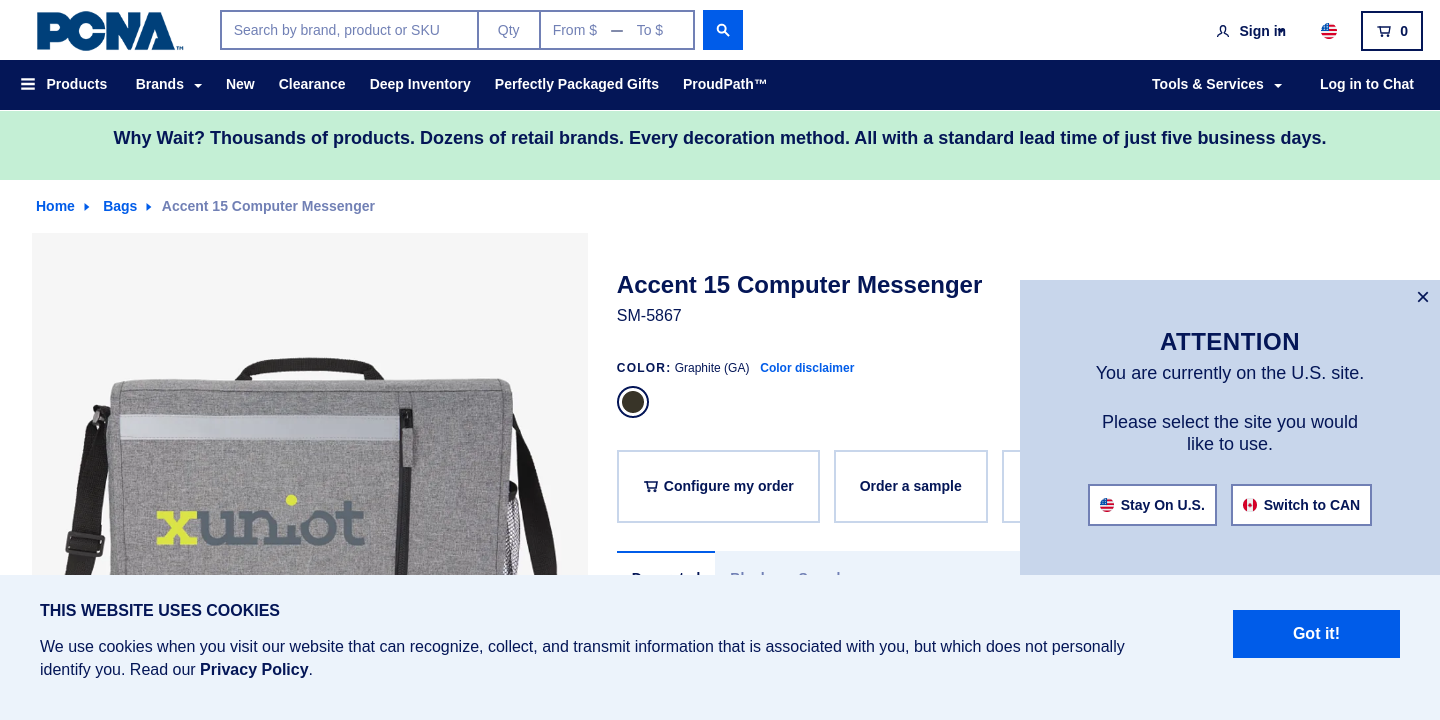 PCNA™
Search by brand, product or SKU
Qty
From $ — To $
Sign in
0
Products
Brands
New
Clearance
Deep Inventory
Perfectly Packaged Gifts
ProudPath™
Tools & Services
Log in to Chat
Why Wait? Thousands of products. Dozens of retail brands. Every decoration method. All with a standard lead time of just five business days.
Home
Bags
Accent 15 Computer Messenger
Accent 15 Computer Messenger
SM-5867
COLOR: Graphite (GA) Color disclaimer
Configure my order
Order a sample
xuniot
×
ATTENTION
You are currently on the U.S. site.
Please select the site you would
like to use.
Stay On U.S.
Switch to CAN
THIS WEBSITE USES COOKIES
We use cookies when you visit our website that can recognize, collect, and transmit information that is associated with you, but which does not personally
identify you. Read our Privacy Policy.
Got it!